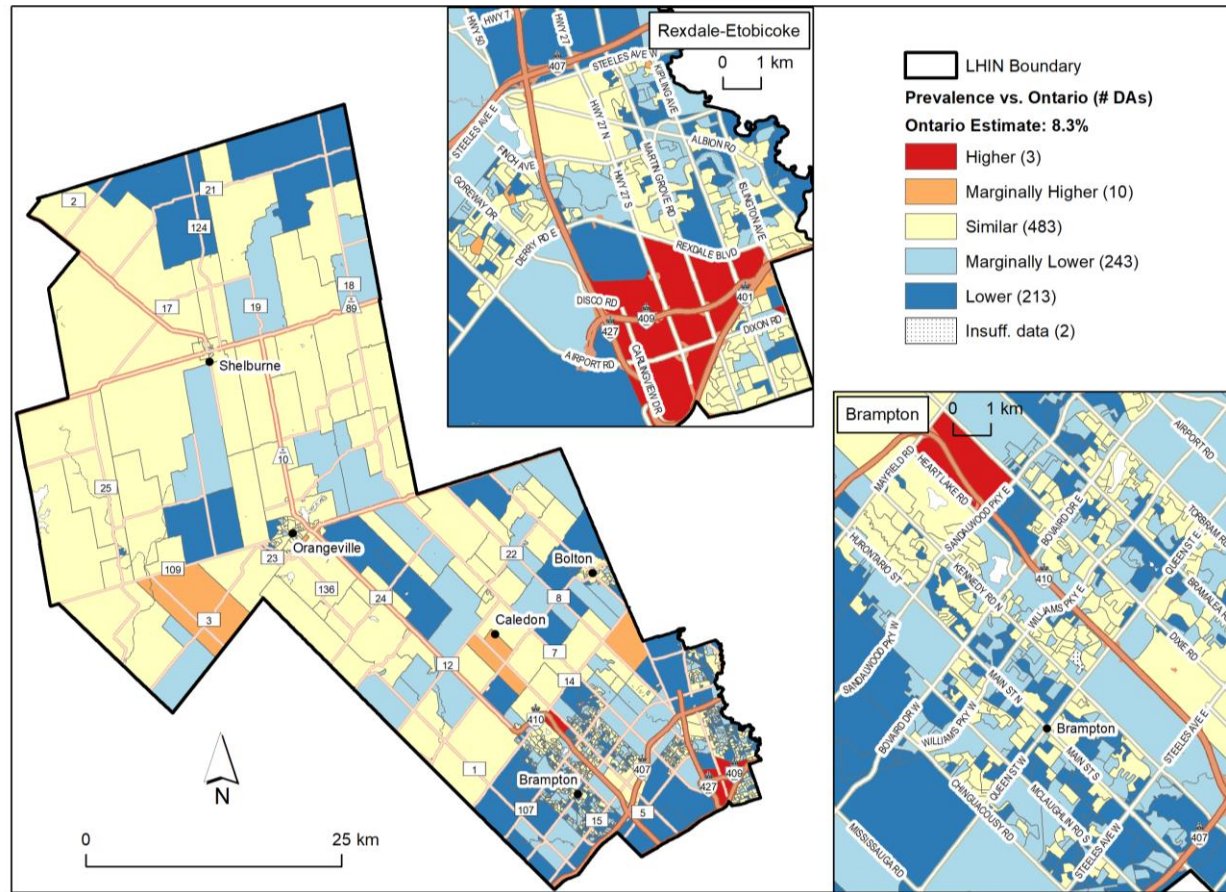 2
21
124
17
19
18
89
Shelburne
10
25
109
3
23
Orangeville
136
24
22
Bolton
8
Caledon
7
12
14
410
1
107
Brampton
15
5
407
427
409
N
0 25 km
Rexdale-Etobicoke
0 1 km
HWY 50
HWY 7
HWY 27
407
STEELES AVE W
STEELES AVE E
FINCH AVE
GOREWAY DR
DERRY RD E
HWY 27 N
HWY 27 S
MARTIN GROVE RD
KIPLING AVE
ALBION RD
ISLINGTON AVE
REXDALE BLVD
DISCO RD
409
427
401
DIXON RD
AIRPORT RD
CARLINGVIEW DR
LHIN Boundary
Prevalence vs. Ontario (# DAs)
Ontario Estimate: 8.3%
Higher (3)
Marginally Higher (10)
Similar (483)
Marginally Lower (243)
Lower (213)
Insuff. data (2)
Brampton
0 1 km
MAYFIELD RD
HEART LAKE RD
SANDALWOOD PKY E
BOVAIRD DR E
AIRPORT RD
TORBRAM RD
QUEEN ST E
BRAMALEA RD
HURONTARIO ST
KENNEDY RD N
410
WILLIAMS PKY E
DIXIE RD
SANDALWOOD PKY W
MAIN ST N
BOVAIRD DR W
WILLIAMS PKY W
Brampton
STEELES AVE E
QUEEN ST W
MAIN ST S
CHINGUACOUSY RD
MCLAUGHLIN RD S
STEELES AVE W
MISSISSAUGA RD
407